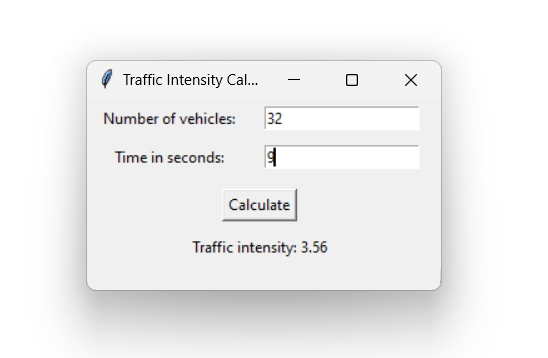 Traffic Intensity Cal...
Number of vehicles: 32
Time in seconds: 9
Calculate
Traffic intensity: 3.56